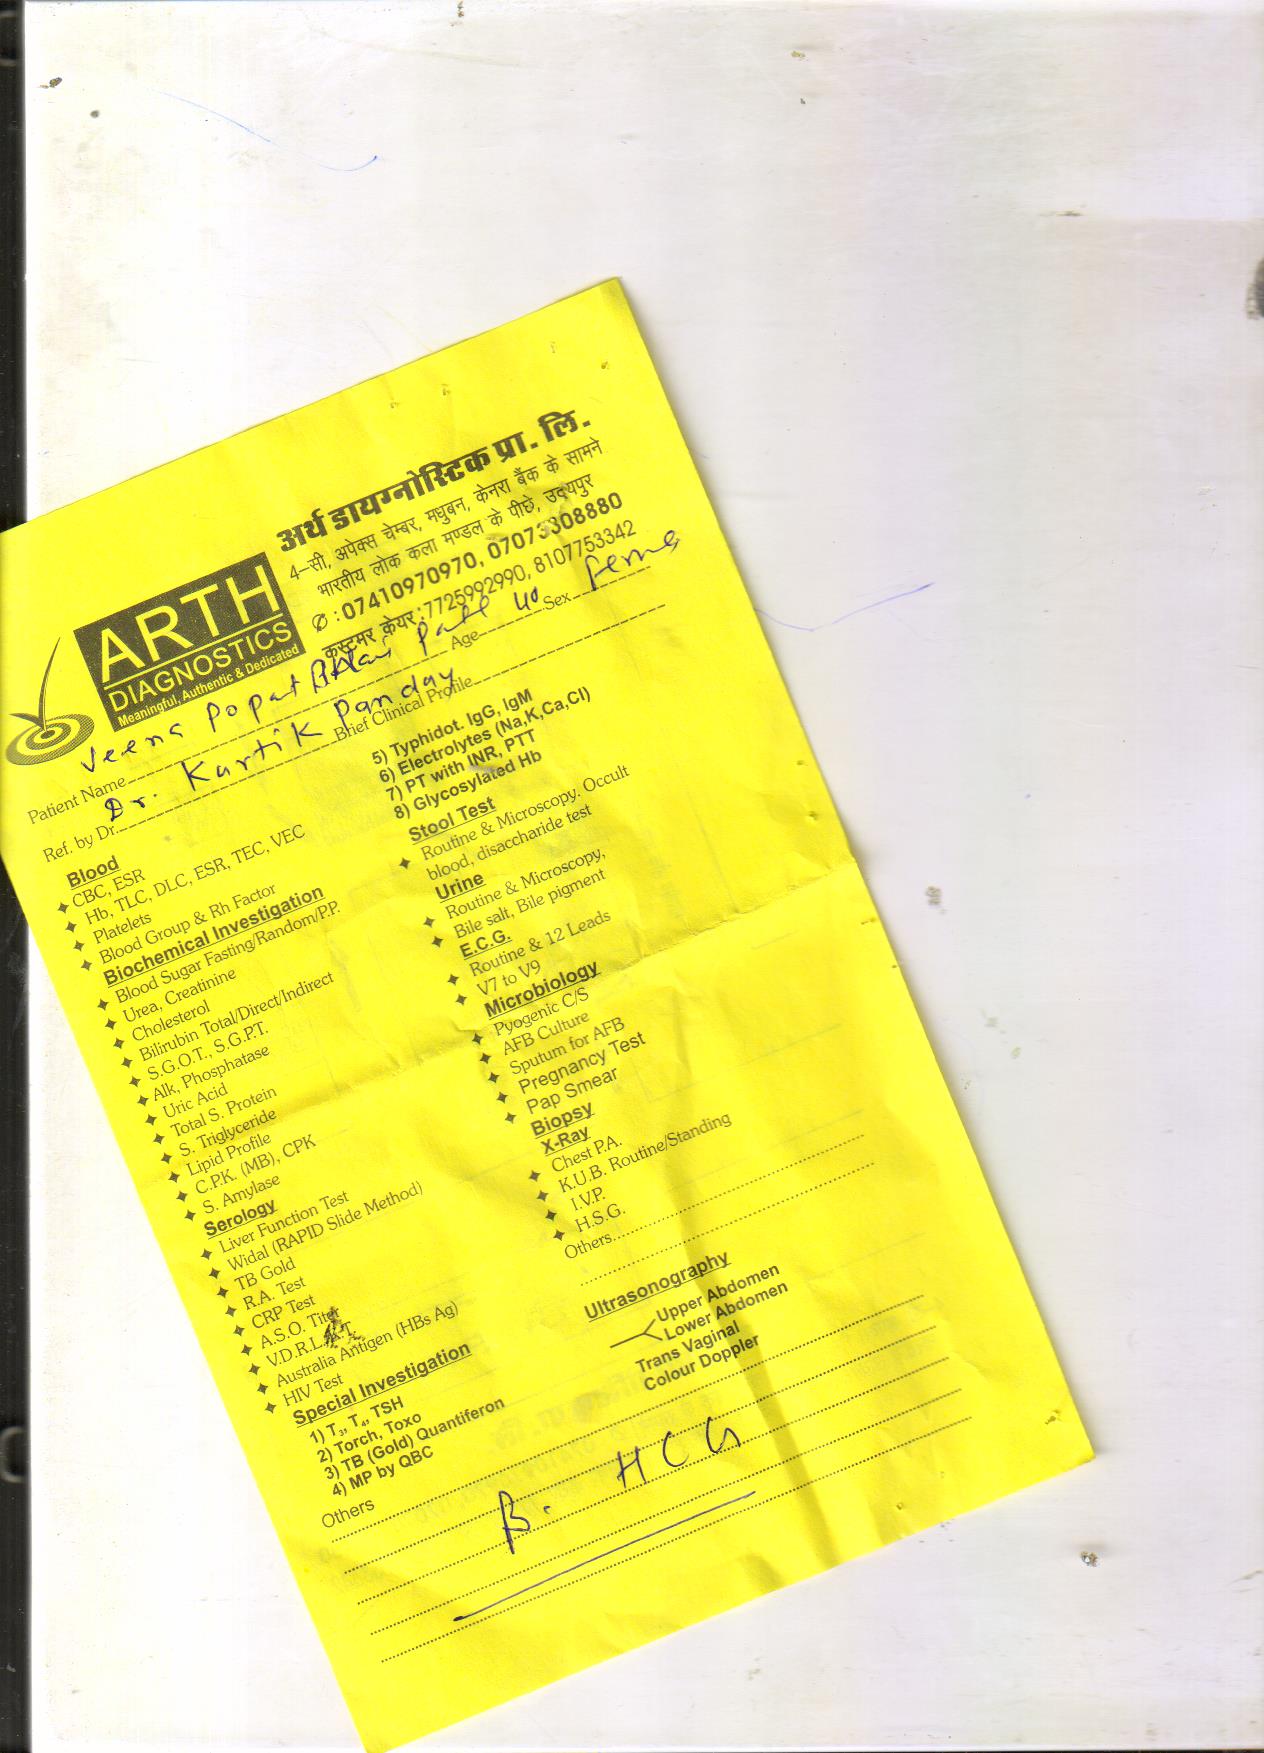 अर्थ डायग्नोस्टिक प्रा. लि.
4-सी, अपेक्स चेम्बर, मधुबन, केनरा बैंक के सामने
भारतीय लोक कला मण्डल के पीछे, उदयपुर
✆ : 07410970970, 07073308880
कस्टमर केयर : 7725992990, 8107753342
ARTH
DIAGNOSTICS
Meaningful, Authentic & Dedicated
Patient Name Veena Popat Age 40 Sex
Ref. by Dr. Dr. Kartik Panday Brief Clinical Profile
Blood
CBC, ESR
Hb, TLC, DLC, ESR, TEC, VEC
Platelets
Blood Group & Rh Factor
Biochemical Investigation
Blood Sugar Fasting/Random/P.P.
Urea, Creatinine
Cholesterol
Bilirubin Total/Direct/Indirect
S.G.O.T., S.G.P.T.
Alk, Phosphatase
Uric Acid
Total S. Protein
S. Triglyceride
Lipid Profile
C.P.K. (MB), CPK
S. Amylase
Serology
Liver Function Test
Widal (RAPID Slide Method)
TB Gold
R.A. Test
CRP Test
A.S.O. Titer
V.D.R.L.
Australia Antigen (HBs Ag)
HIV Test
Special Investigation
1) T₃, T₄, TSH
2) Torch, Toxo
3) TB (Gold) Quantiferon
4) MP by QBC
5) Typhidot. IgG, IgM
6) Electrolytes (Na,K,Ca,Cl)
7) PT with INR, PTT
8) Glycosylated Hb
Stool Test
Routine & Microscopy. Occult
blood, disaccharide test
Urine
Routine & Microscopy,
Bile salt, Bile pigment
E.C.G.
Routine & 12 Leads
V7 to V9
Microbiology
Pyogenic C/S
AFB Culture
Sputum for AFB
Pregnancy Test
Pap Smear
Biopsy
X-Ray
Chest P.A.
K.U.B. Routine/Standing
I.V.P.
H.S.G.
Others
Ultrasonography
Upper Abdomen
Lower Abdomen
Trans Vaginal
Colour Doppler
Others
β. HCG